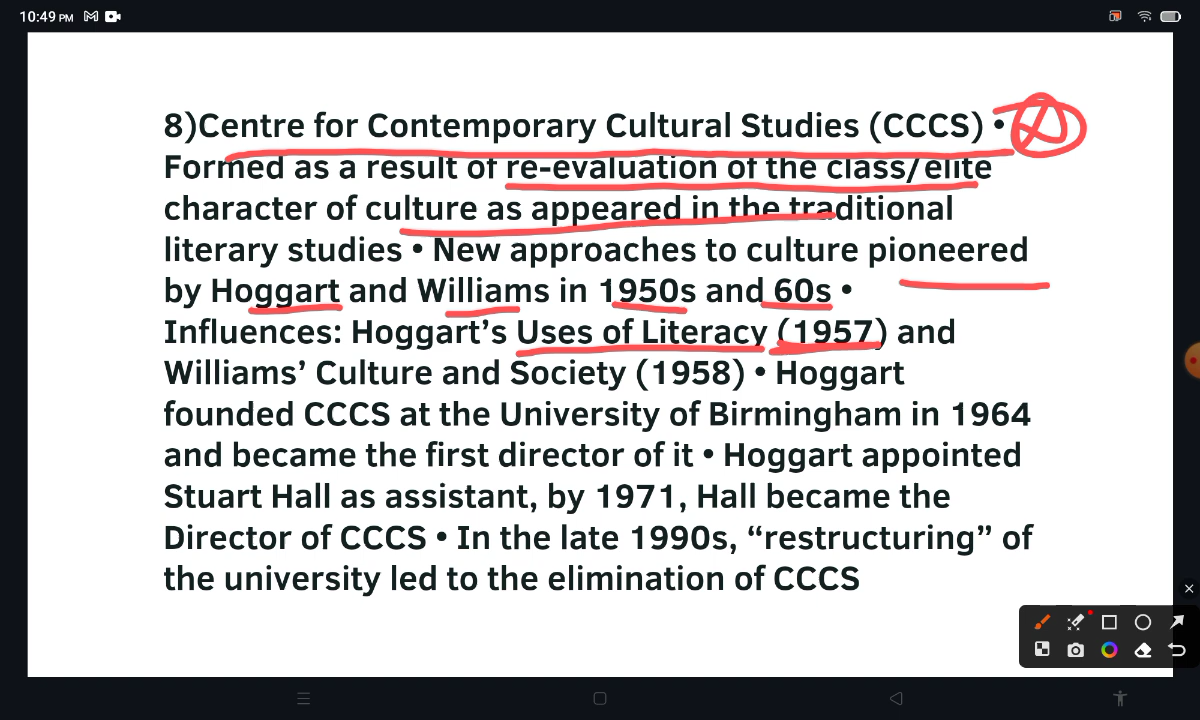 10:49 PM
8)Centre for Contemporary Cultural Studies (CCCS) •
Formed as a result of re-evaluation of the class/elite
character of culture as appeared in the traditional
literary studies • New approaches to culture pioneered
by Hoggart and Williams in 1950s and 60s •
Influences: Hoggart’s Uses of Literacy (1957) and
Williams’ Culture and Society (1958) • Hoggart
founded CCCS at the University of Birmingham in 1964
and became the first director of it • Hoggart appointed
Stuart Hall as assistant, by 1971, Hall became the
Director of CCCS • In the late 1990s, “restructuring” of
the university led to the elimination of CCCS